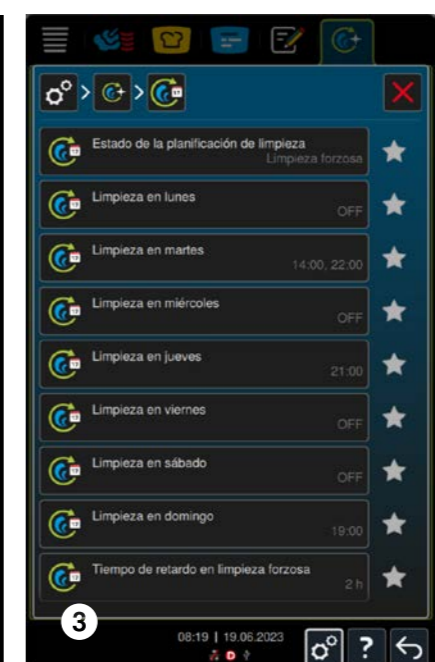 Estado de la planificación de limpieza
Limpieza forzosa
Limpieza en lunes
OFF
Limpieza en martes
14:00, 22:00
Limpieza en miércoles
OFF
Limpieza en jueves
21:00
Limpieza en viernes
OFF
Limpieza en sábado
OFF
Limpieza en domingo
19:00
Tiempo de retardo en limpieza forzosa
2 h
3
08:19 | 19.06.2023
D
?